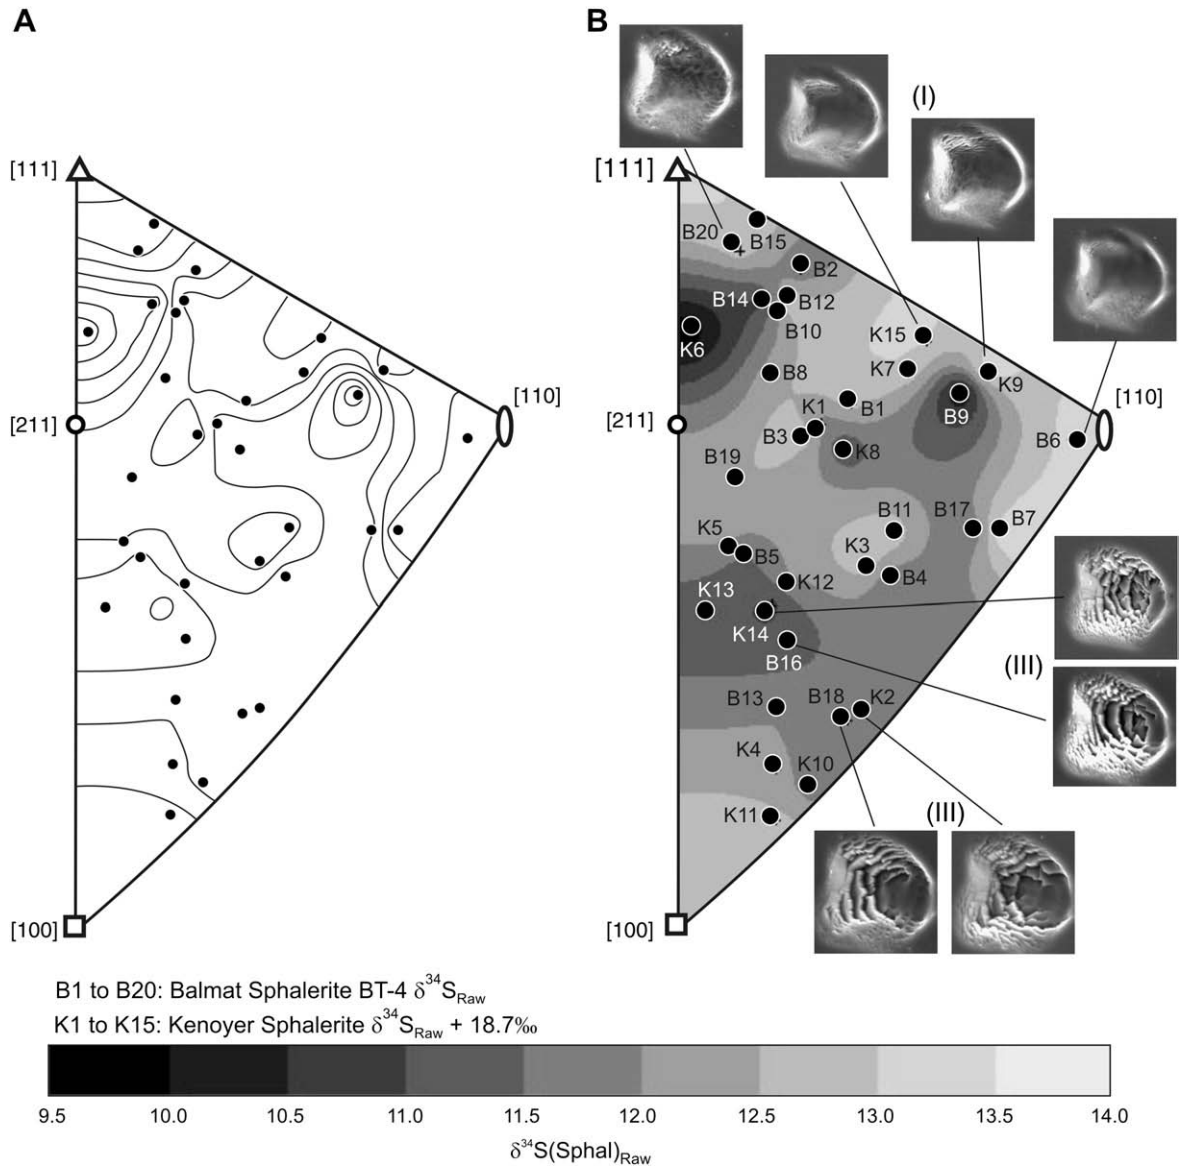 A
B
(I)
[111]
[111]
B20
B15
B2
B14
B12
B10
K6
K15
K7
K9
B8
[110]
[110]
B1
B9
K1
[211]
[211]
B3
K8
B6
B19
B11
B17
B7
K5
B5
K3
B4
K12
K13
K14
B16
(III)
B13
B18
K2
K4
K10
K11
(III)
[100]
[100]
B1 to B20: Balmat Sphalerite BT-4 δ³⁴S_Raw
K1 to K15: Kenoyer Sphalerite δ³⁴S_Raw + 18.7‰
9.5 10.0 10.5 11.0 11.5 12.0 12.5 13.0 13.5 14.0
δ³⁴S(Sphal)_Raw